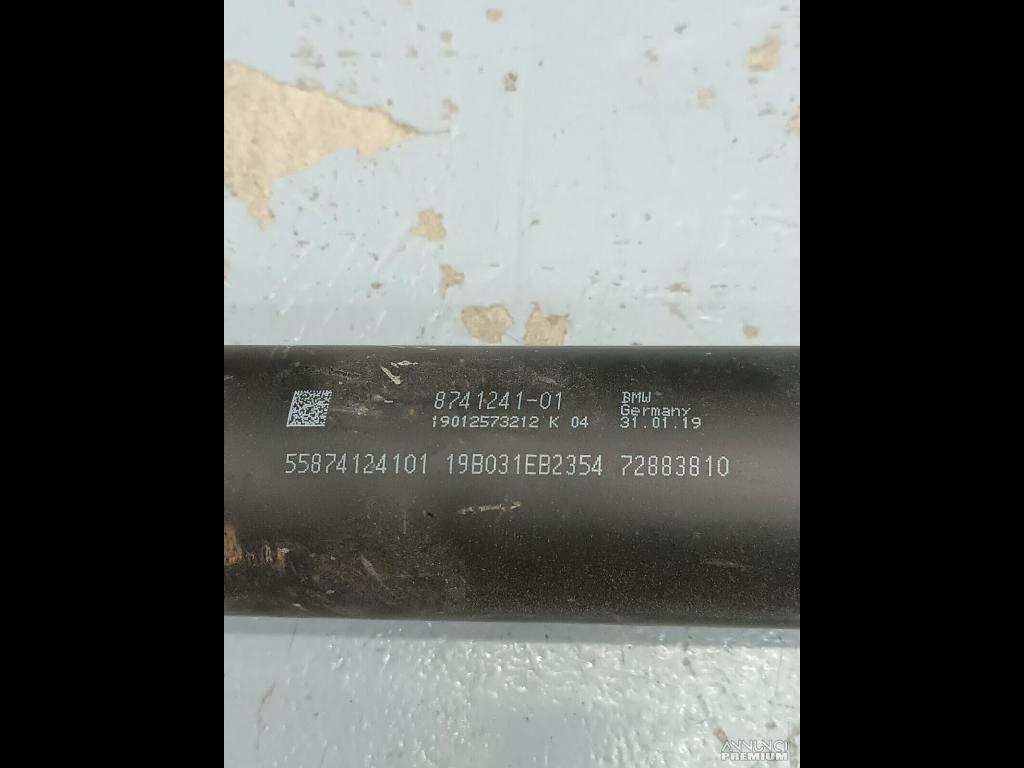 8741241-01
19012573212 K 04
BMW
Germany
31.01.19
55874124101 19B031EB2354 72883810
ANNUNCI
PREMIUM